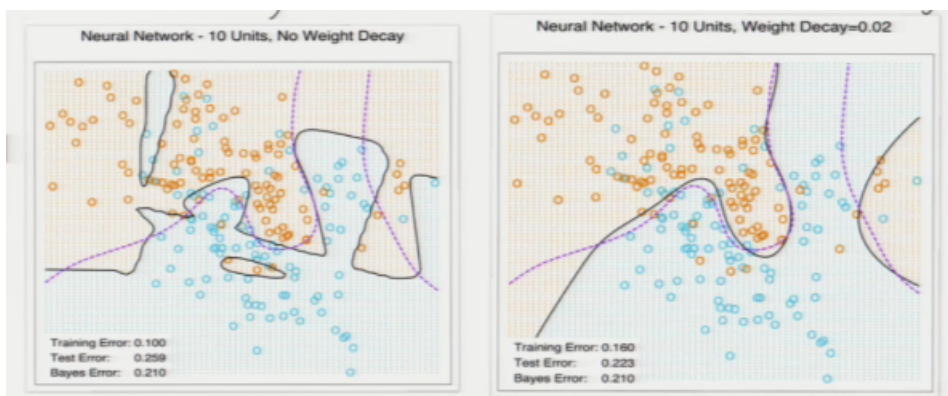 Neural Network - 10 Units, No Weight Decay
Training Error: 0.100
Test Error: 0.259
Bayes Error: 0.210
Neural Network - 10 Units, Weight Decay=0.02
Training Error: 0.160
Test Error: 0.223
Bayes Error: 0.210